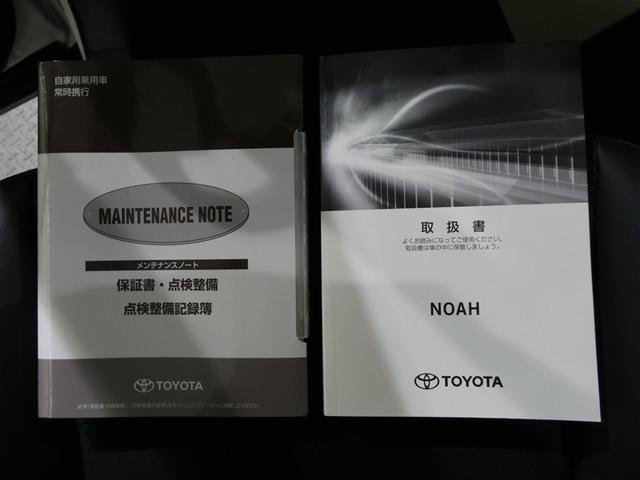 自家用乗用車
常時携行
MAINTENANCE NOTE
メンテナンスノート
保証書・点検整備
点検整備記録簿
TOYOTA
取扱書
よくお読みになってご使用ください。
取扱書は車の中に保管しましょう。
NOAH
TOYOTA